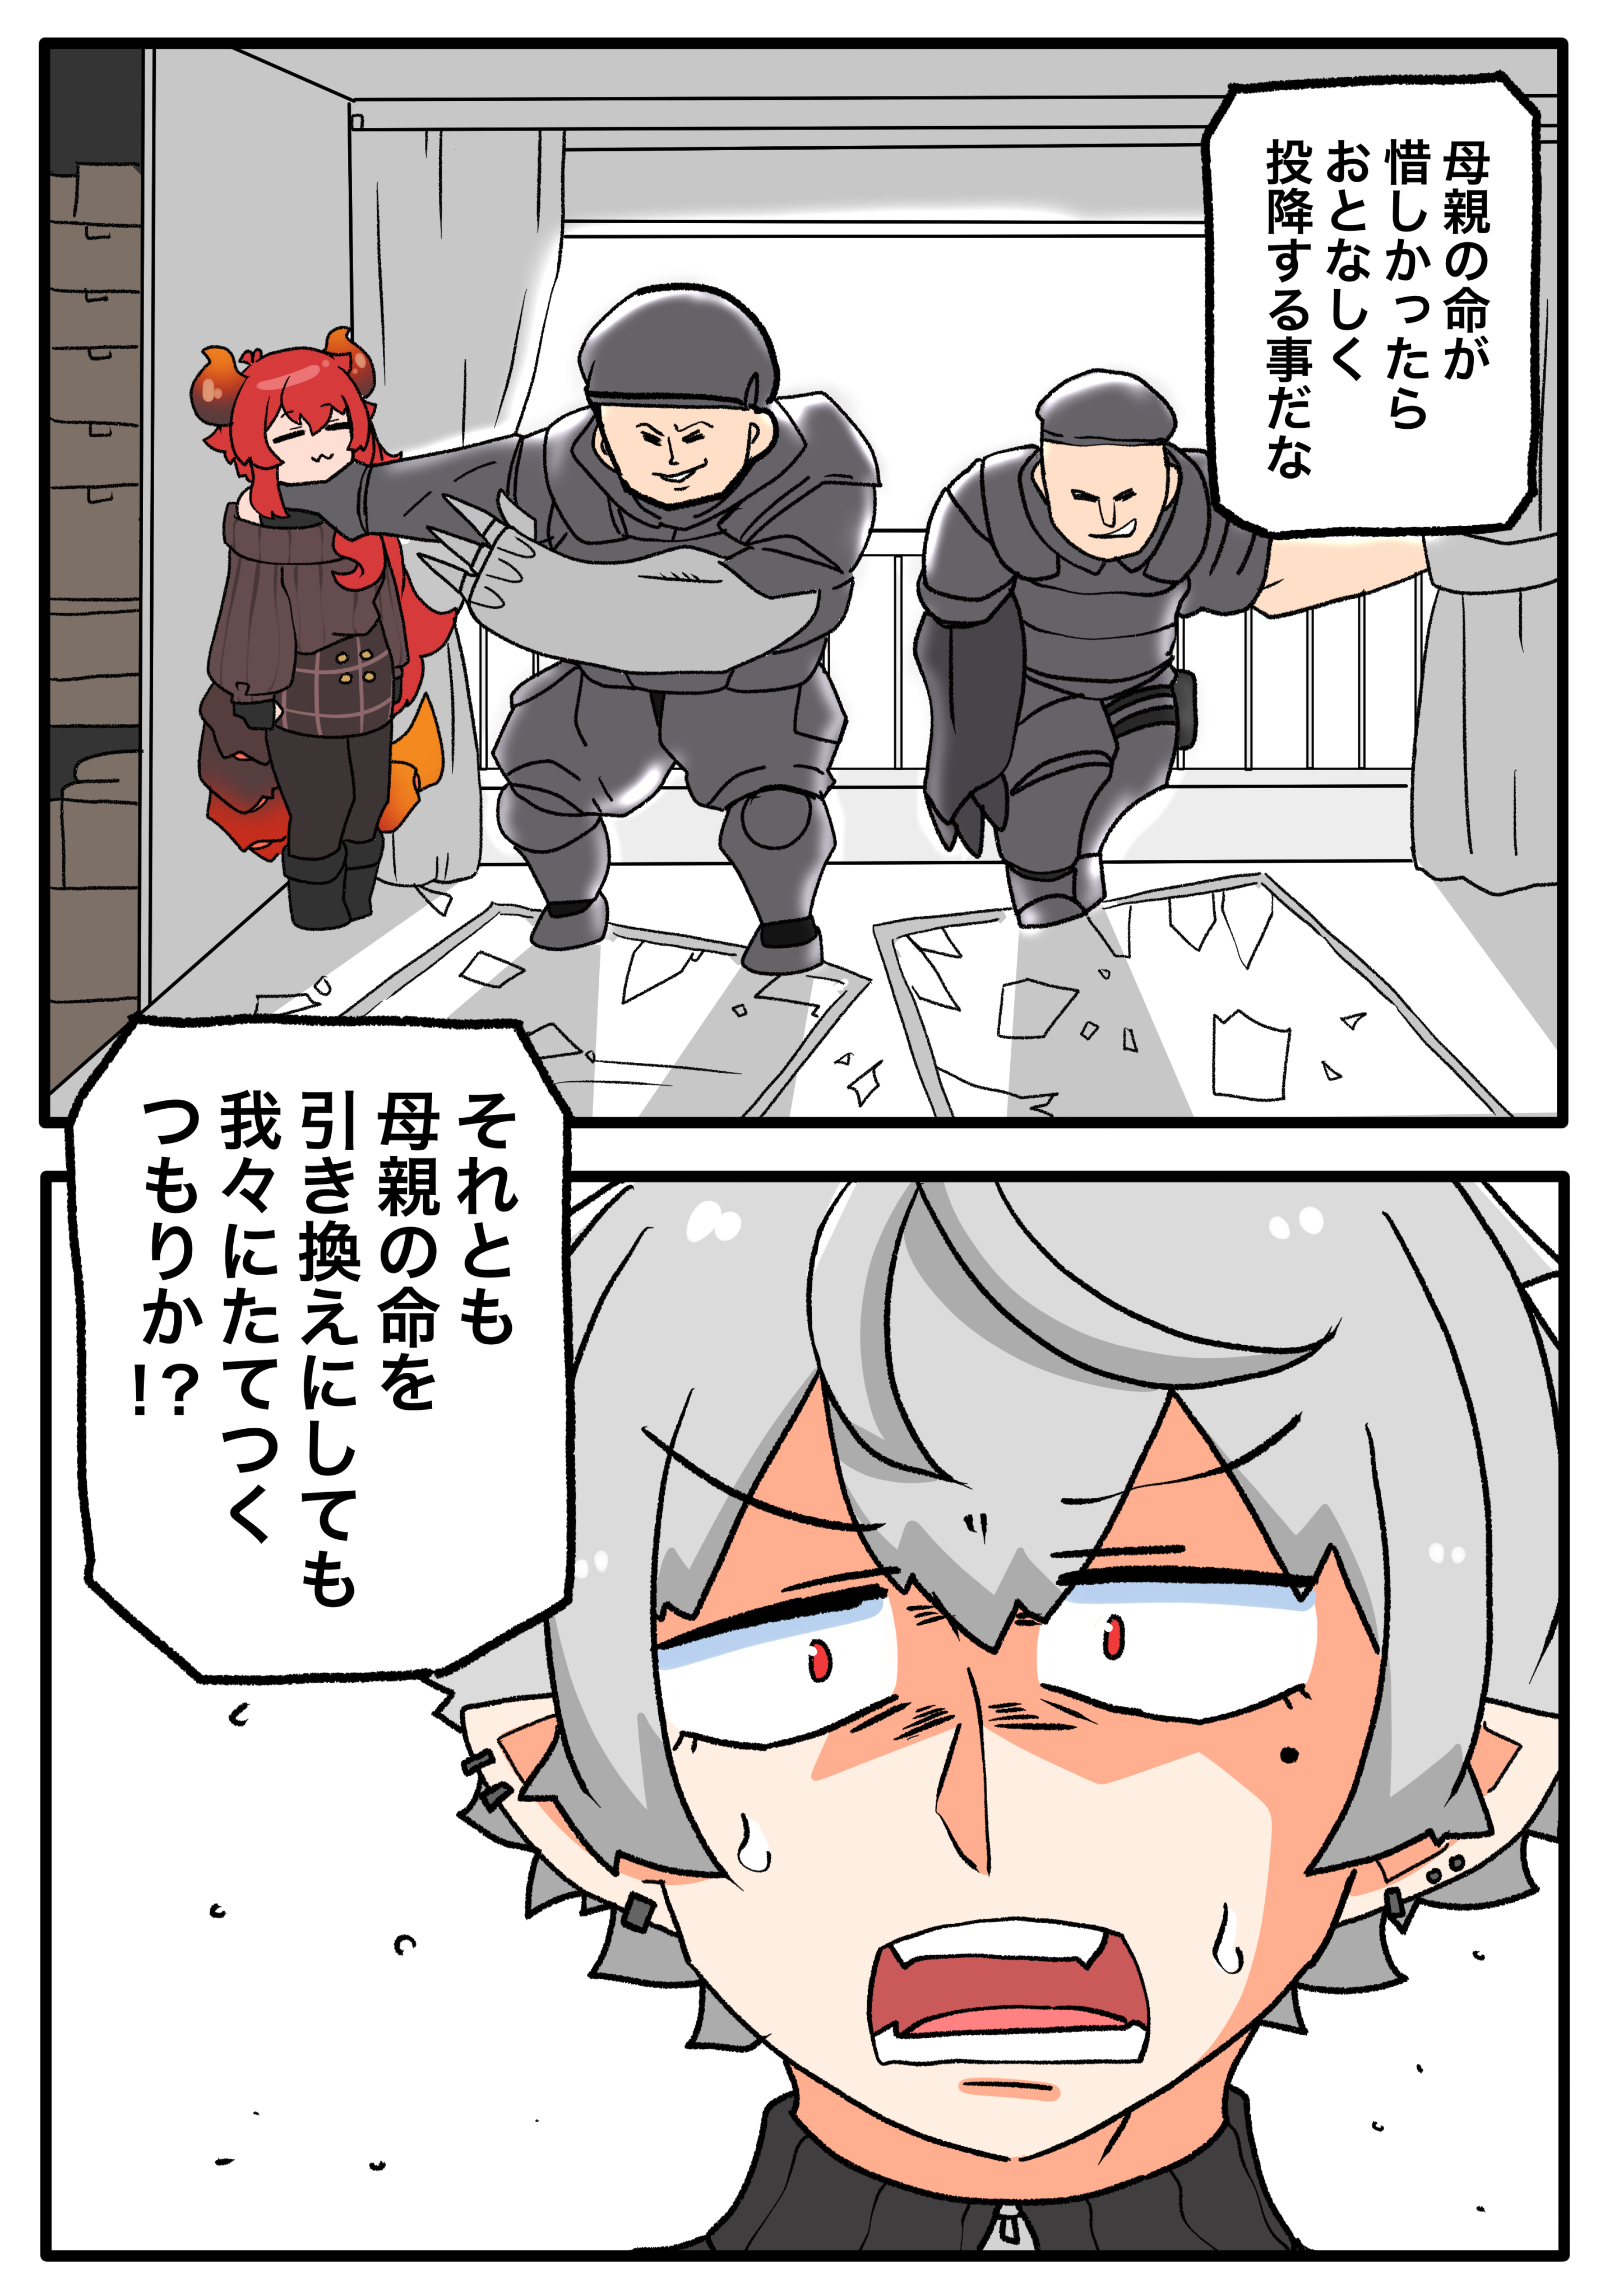 母親の命が
惜しかったら
おとなしく
投降する事だな
それとも
母親の命を
引き換えにしても
我々にたてつく
つもりか!?